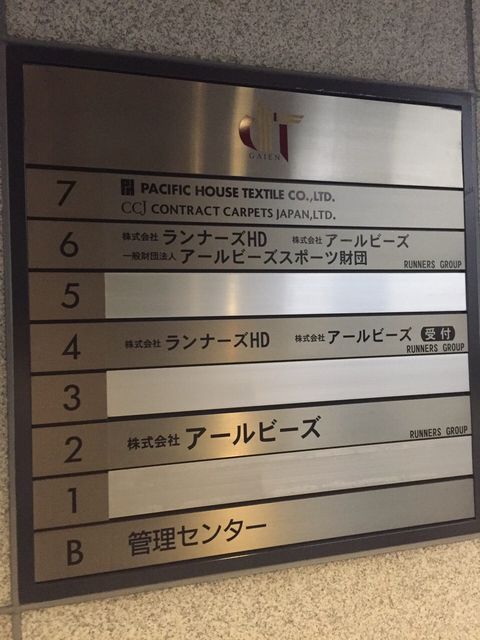 GAIEN
7 PACIFIC HOUSE TEXTILE CO.,LTD.
CCJ CONTRACT CARPETS JAPAN,LTD.
6 株式会社 ランナーズHD 株式会社 アールビーズ
一般財団法人 アールビーズスポーツ財団 RUNNERS GROUP
5
4 株式会社 ランナーズHD 株式会社 アールビーズ 受付
RUNNERS GROUP
3
2 株式会社 アールビーズ RUNNERS GROUP
1
B 管理センター